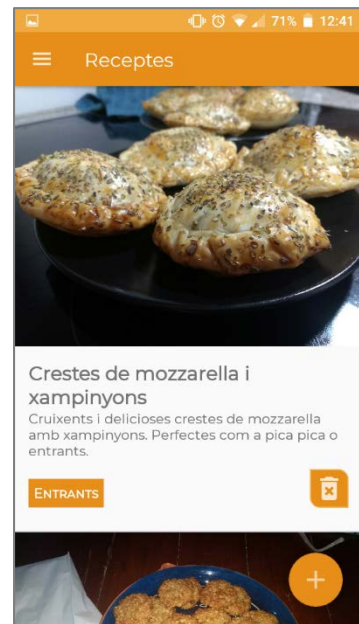 71% 12:41
Receptes
Crestes de mozzarella i
xampinyons
Cruixents i delicioses crestes de mozzarella
amb xampinyons. Perfectes com a pica pica o
entrants.
ENTRANTS